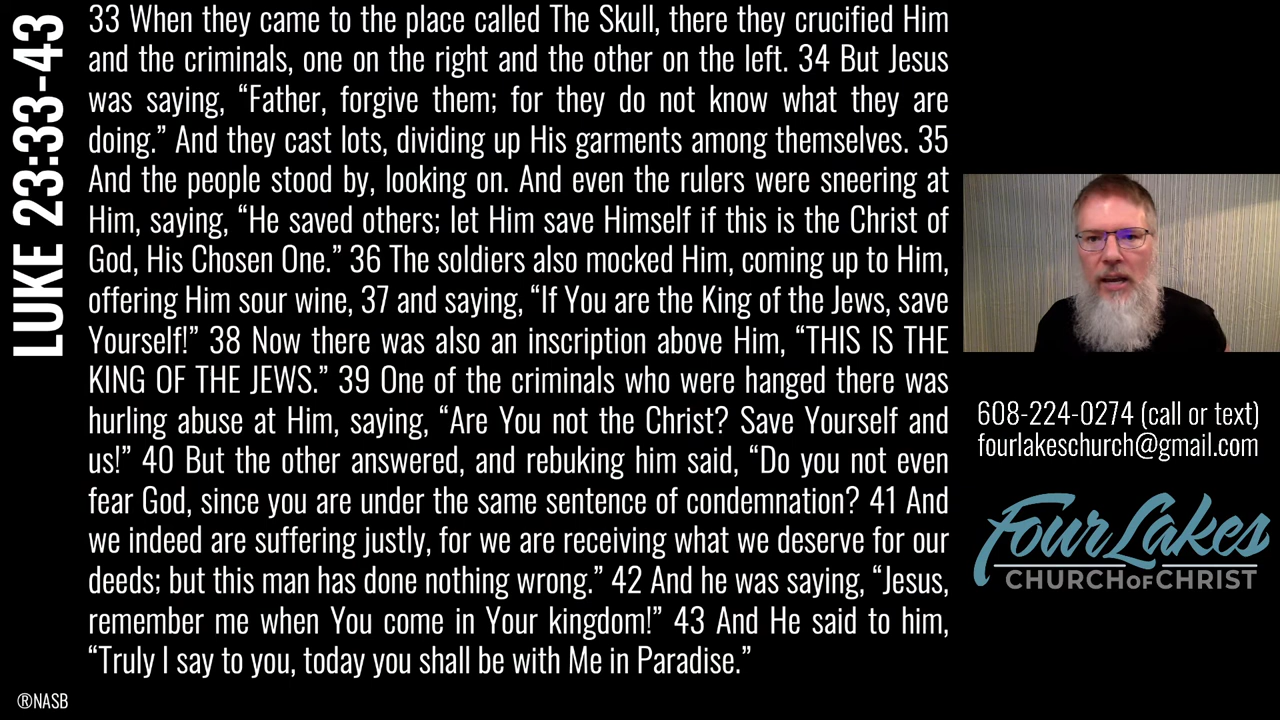 LUKE 23:33-43
33 When they came to the place called The Skull, there they crucified Him
and the criminals, one on the right and the other on the left. 34 But Jesus
was saying, “Father, forgive them; for they do not know what they are
doing.” And they cast lots, dividing up His garments among themselves. 35
And the people stood by, looking on. And even the rulers were sneering at
Him, saying, “He saved others; let Him save Himself if this is the Christ of
God, His Chosen One.” 36 The soldiers also mocked Him, coming up to Him,
offering Him sour wine, 37 and saying, “If You are the King of the Jews, save
Yourself!” 38 Now there was also an inscription above Him, “THIS IS THE
KING OF THE JEWS.” 39 One of the criminals who were hanged there was
hurling abuse at Him, saying, “Are You not the Christ? Save Yourself and
us!” 40 But the other answered, and rebuking him said, “Do you not even
fear God, since you are under the same sentence of condemnation? 41 And
we indeed are suffering justly, for we are receiving what we deserve for our
deeds; but this man has done nothing wrong.” 42 And he was saying, “Jesus,
remember me when You come in Your kingdom!” 43 And He said to him,
“Truly I say to you, today you shall be with Me in Paradise.”
®NASB
608-224-0274 (call or text)
fourlakeschurch@gmail.com
Four Lakes
CHURCH OF CHRIST